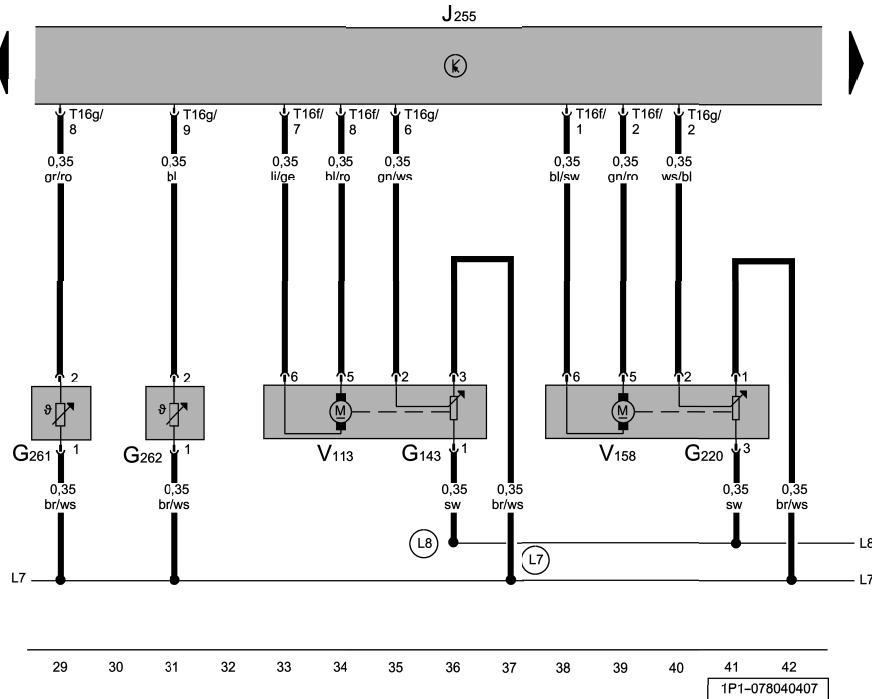 J255
T16g/ T16g/ T16f/ T16f/ T16g/ T16f/ T16f/ T16g/
8 9 7 8 6 1 2 2
0,35 0,35 0,35 0,35 0,35 0,35 0,35 0,35
gr/ro bl li/ge bl/ro gn/ws bl/sw gn/ro ws/bl
2 2 6 5 2 3 6 5 2 1
ϑ ϑ M M
G261 1 G262 1 V113 G143 1 V158 G220 3
0,35 0,35 0,35 0,35 0,35 0,35
br/ws br/ws sw br/ws sw br/ws
L8 L8
L7
L7 L7
29 30 31 32 33 34 35 36 37 38 39 40 41 42
1P1-078040407